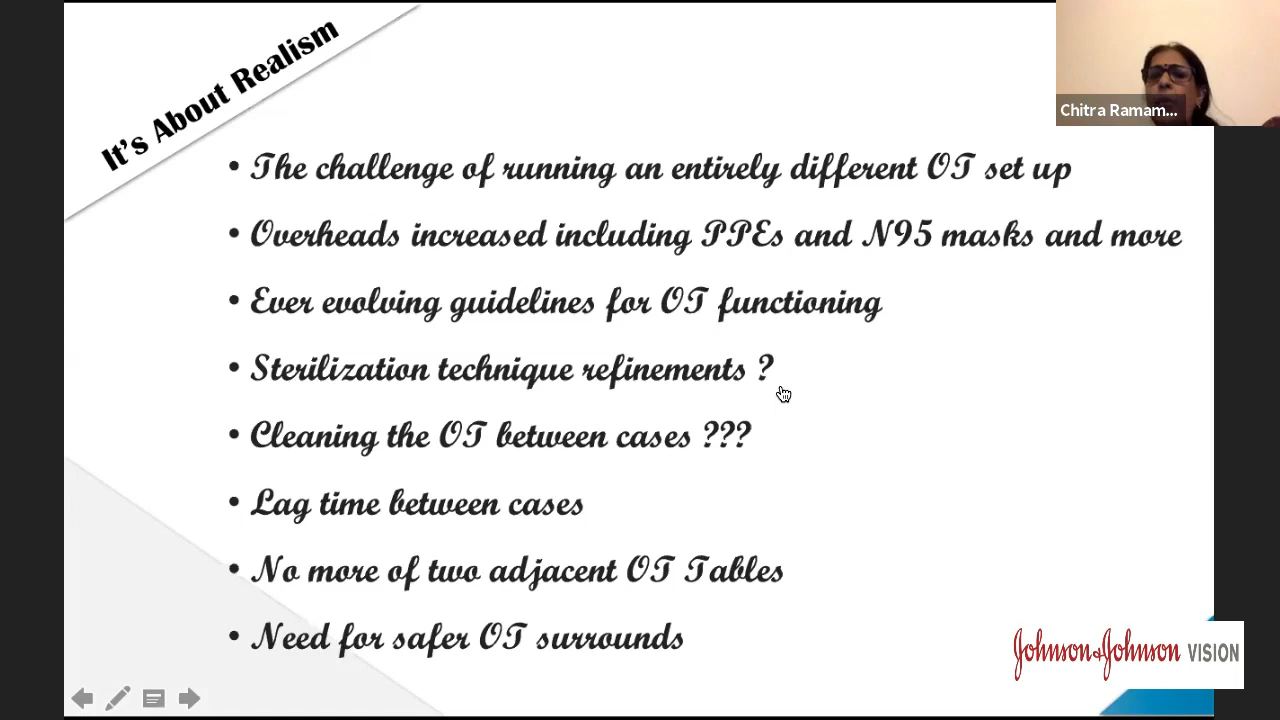 It's About Realism
Chitra Ramam...
• The challenge of running an entirely different OT set up
• Overheads increased including PPEs and N95 masks and more
• Ever evolving guidelines for OT functioning
• Sterilization technique refinements ?
• Cleaning the OT between cases ???
• Lag time between cases
• No more of two adjacent OT Tables
• Need for safer OT surrounds
Johnson & Johnson VISION